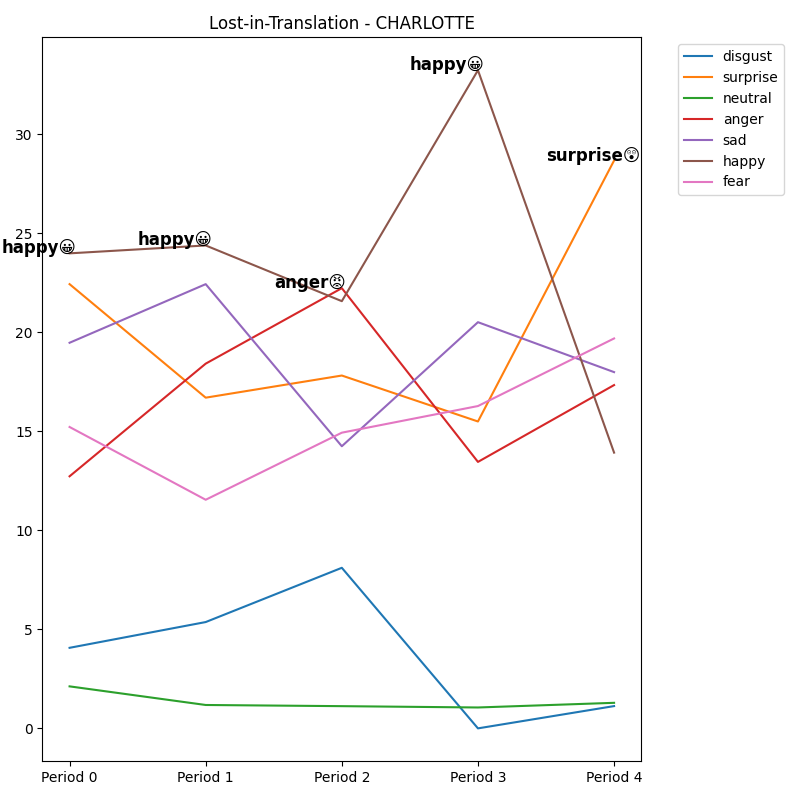 Lost-in-Translation - CHARLOTTE
disgust
surprise
neutral
anger
sad
happy
fear
happy😀
happy😀
anger😡
happy😀
surprise😲
30
25
20
15
10
5
0
Period 0
Period 1
Period 2
Period 3
Period 4